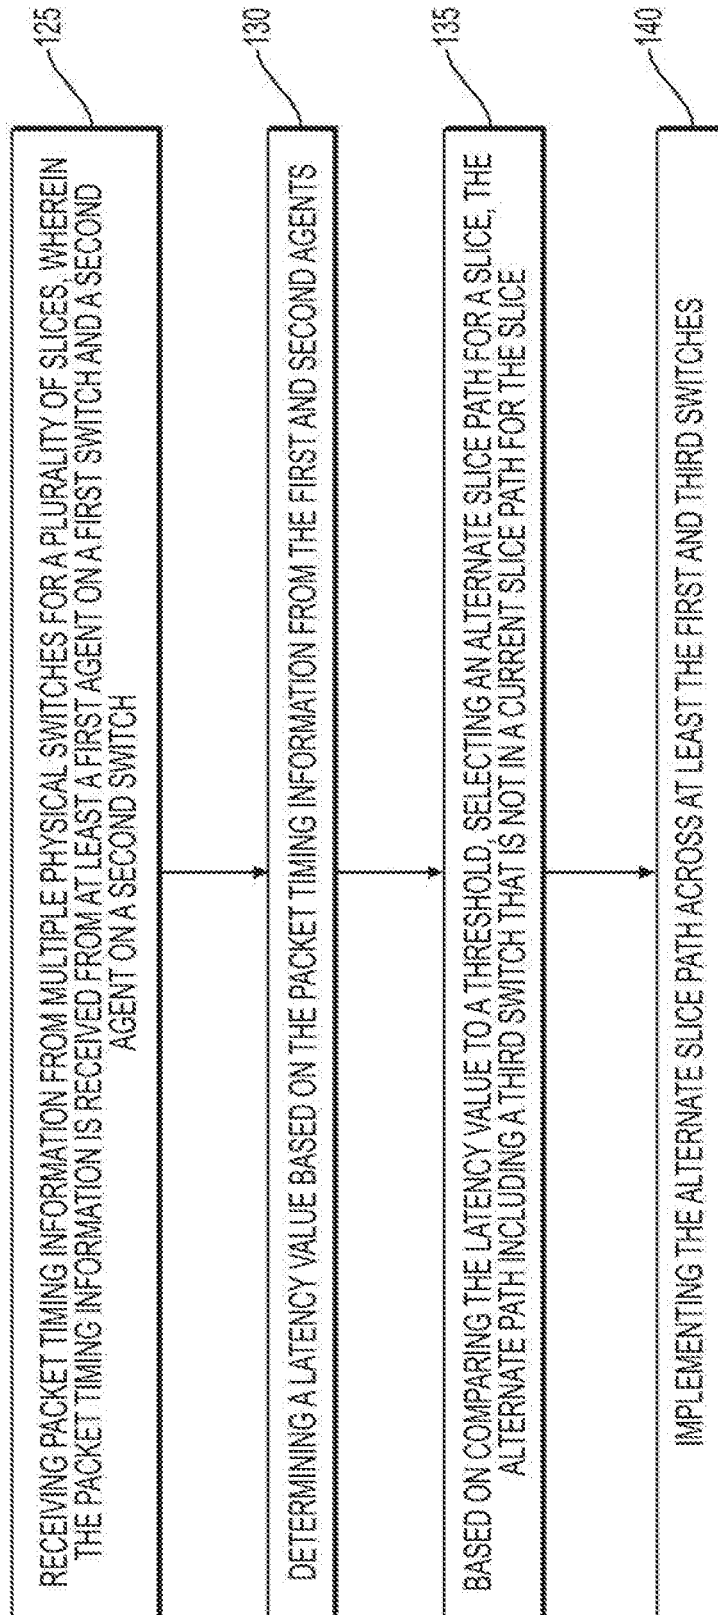 RECEIVING PACKET TIMING INFORMATION FROM MULTIPLE PHYSICAL SWITCHES FOR A PLURALITY OF SLICES, WHEREIN
THE PACKET TIMING INFORMATION IS RECEIVED FROM AT LEAST A FIRST AGENT ON A FIRST SWITCH AND A SECOND
AGENT ON A SECOND SWITCH
125
DETERMINING A LATENCY VALUE BASED ON THE PACKET TIMING INFORMATION FROM THE FIRST AND SECOND AGENTS
130
BASED ON COMPARING THE LATENCY VALUE TO A THRESHOLD, SELECTING AN ALTERNATE SLICE PATH FOR A SLICE, THE
ALTERNATE PATH INCLUDING A THIRD SWITCH THAT IS NOT IN A CURRENT SLICE PATH FOR THE SLICE
135
IMPLEMENTING THE ALTERNATE SLICE PATH ACROSS AT LEAST THE FIRST AND THIRD SWITCHES
140